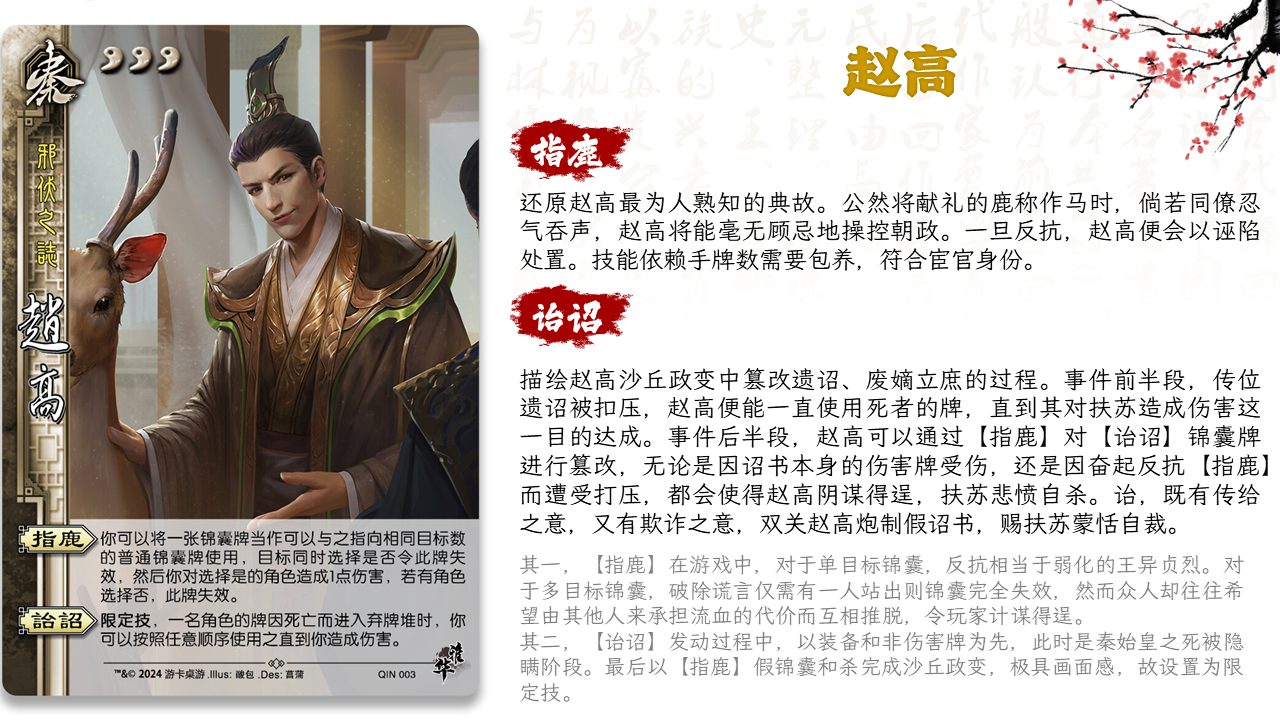 秦
邪伏之誌
趙高
指鹿
你可以将一张锦囊牌当作可以与之指向相同目标数
的普通锦囊牌使用，目标同时选择是否令此牌失
效，然后你对选择是的角色造成1点伤害，若有角色
选择否，此牌失效。
詒詔
限定技，一名角色的牌因死亡而进入弃牌堆时，你
可以按照任意顺序使用之直到你造成伤害。
™&© 2024 游卡桌游 .Illus: 酸包 .Des: 菖蒲
QIN 003
赵高
指鹿
还原赵高最为人熟知的典故。公然将献礼的鹿称作马时，倘若同僚忍
气吞声，赵高将能毫无顾忌地操控朝政。一旦反抗，赵高便会以诬陷
处置。技能依赖手牌数需要包养，符合宦官身份。
诒诏
描绘赵高沙丘政变中篡改遗诏、废嫡立庶的过程。事件前半段，传位
遗诏被扣压，赵高便能一直使用死者的牌，直到其对扶苏造成伤害这
一目的达成。事件后半段，赵高可以通过【指鹿】对【诒诏】锦囊牌
进行篡改，无论是因诏书本身的伤害牌受伤，还是因奋起反抗【指鹿】
而遭受打压，都会使得赵高阴谋得逞，扶苏悲愤自杀。诒，既有传给
之意，又有欺诈之意，双关赵高炮制假诏书，赐扶苏蒙恬自裁。
其一，【指鹿】在游戏中，对于单目标锦囊，反抗相当于弱化的王异贞烈。对
于多目标锦囊，破除谎言仅需有一人站出则锦囊完全失效，然而众人却往往希
望由其他人来承担流血的代价而互相推脱，令玩家计谋得逞。
其二，【诒诏】发动过程中，以装备和非伤害牌为先，此时是秦始皇之死被隐
瞒阶段。最后以【指鹿】假锦囊和杀完成沙丘政变，极具画面感，故设置为限
定技。